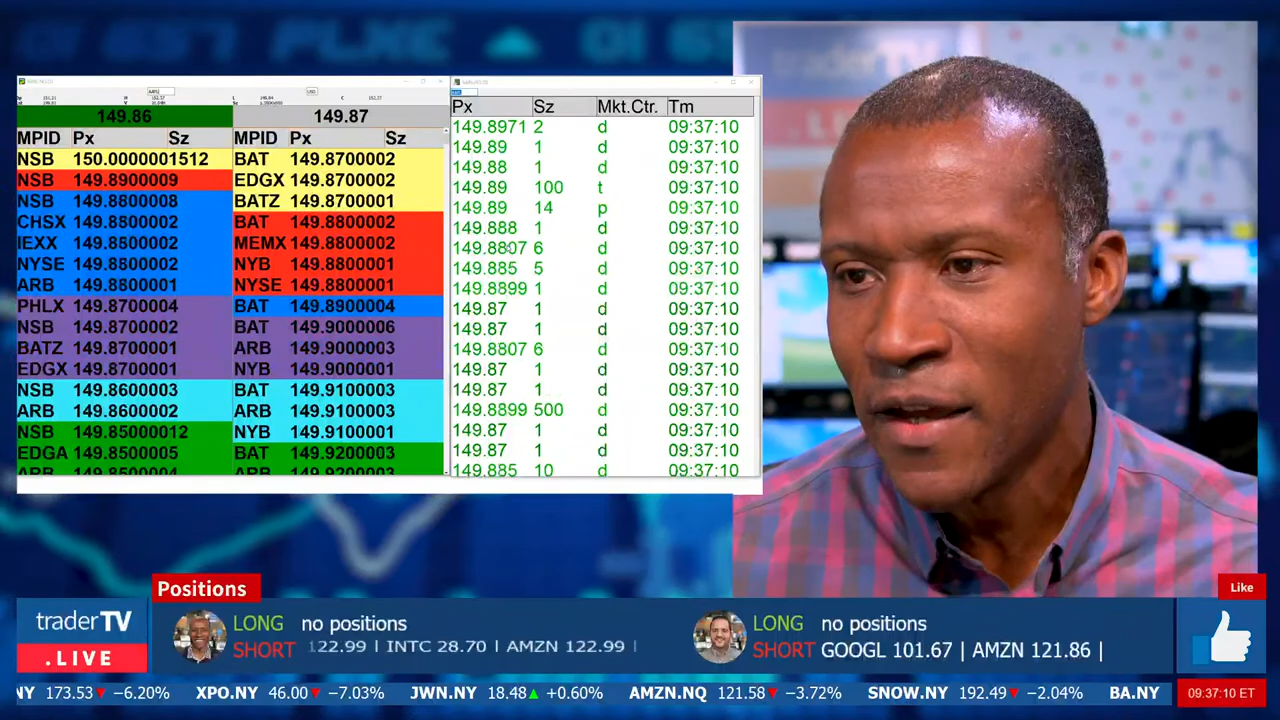 149.86 149.87
MPID Px Sz MPID Px Sz
NSB 150.0000001512 BAT 149.8700002
NSB 149.8900009 EDGX 149.8700002
NSB 149.8800008 BATZ 149.8700001
CHSX 149.8800002 BAT 149.8800002
IEXX 149.8800002 MEMX 149.8800002
NYSE 149.8800002 NYB 149.8800001
ARB 149.8800001 NYSE 149.8800001
PHLX 149.8700004 BAT 149.8900004
NSB 149.8700002 BAT 149.9000006
BATZ 149.8700001 ARB 149.9000003
EDGX 149.8700001 NYB 149.9000001
NSB 149.8600003 BAT 149.9100003
ARB 149.8600002 ARB 149.9100003
NSB 149.85000012 NYB 149.9100001
EDGA 149.8500005 BAT 149.9200003
ARB 149.8500004 ARB 149.9200003
Px Sz Mkt.Ctr. Tm
149.8971 2 d 09:37:10
149.89 1 d 09:37:10
149.88 1 d 09:37:10
149.89 100 t 09:37:10
149.89 14 p 09:37:10
149.888 1 d 09:37:10
149.8807 6 d 09:37:10
149.885 5 d 09:37:10
149.8899 1 d 09:37:10
149.87 1 d 09:37:10
149.87 1 d 09:37:10
149.8807 6 d 09:37:10
149.87 1 d 09:37:10
149.87 1 d 09:37:10
149.8899 500 d 09:37:10
149.87 1 d 09:37:10
149.87 1 d 09:37:10
149.885 10 d 09:37:10
Positions
Like
traderTV
.LIVE
LONG no positions
SHORT 122.99 | INTC 28.70 | AMZN 122.99 |
LONG no positions
SHORT GOOGL 101.67 | AMZN 121.86 |
NY 173.53 −6.20% XPO.NY 46.00 −7.03% JWN.NY 18.48 +0.60% AMZN.NQ 121.58 −3.72% SNOW.NY 192.49 −2.04% BA.NY
09:37:10 ET